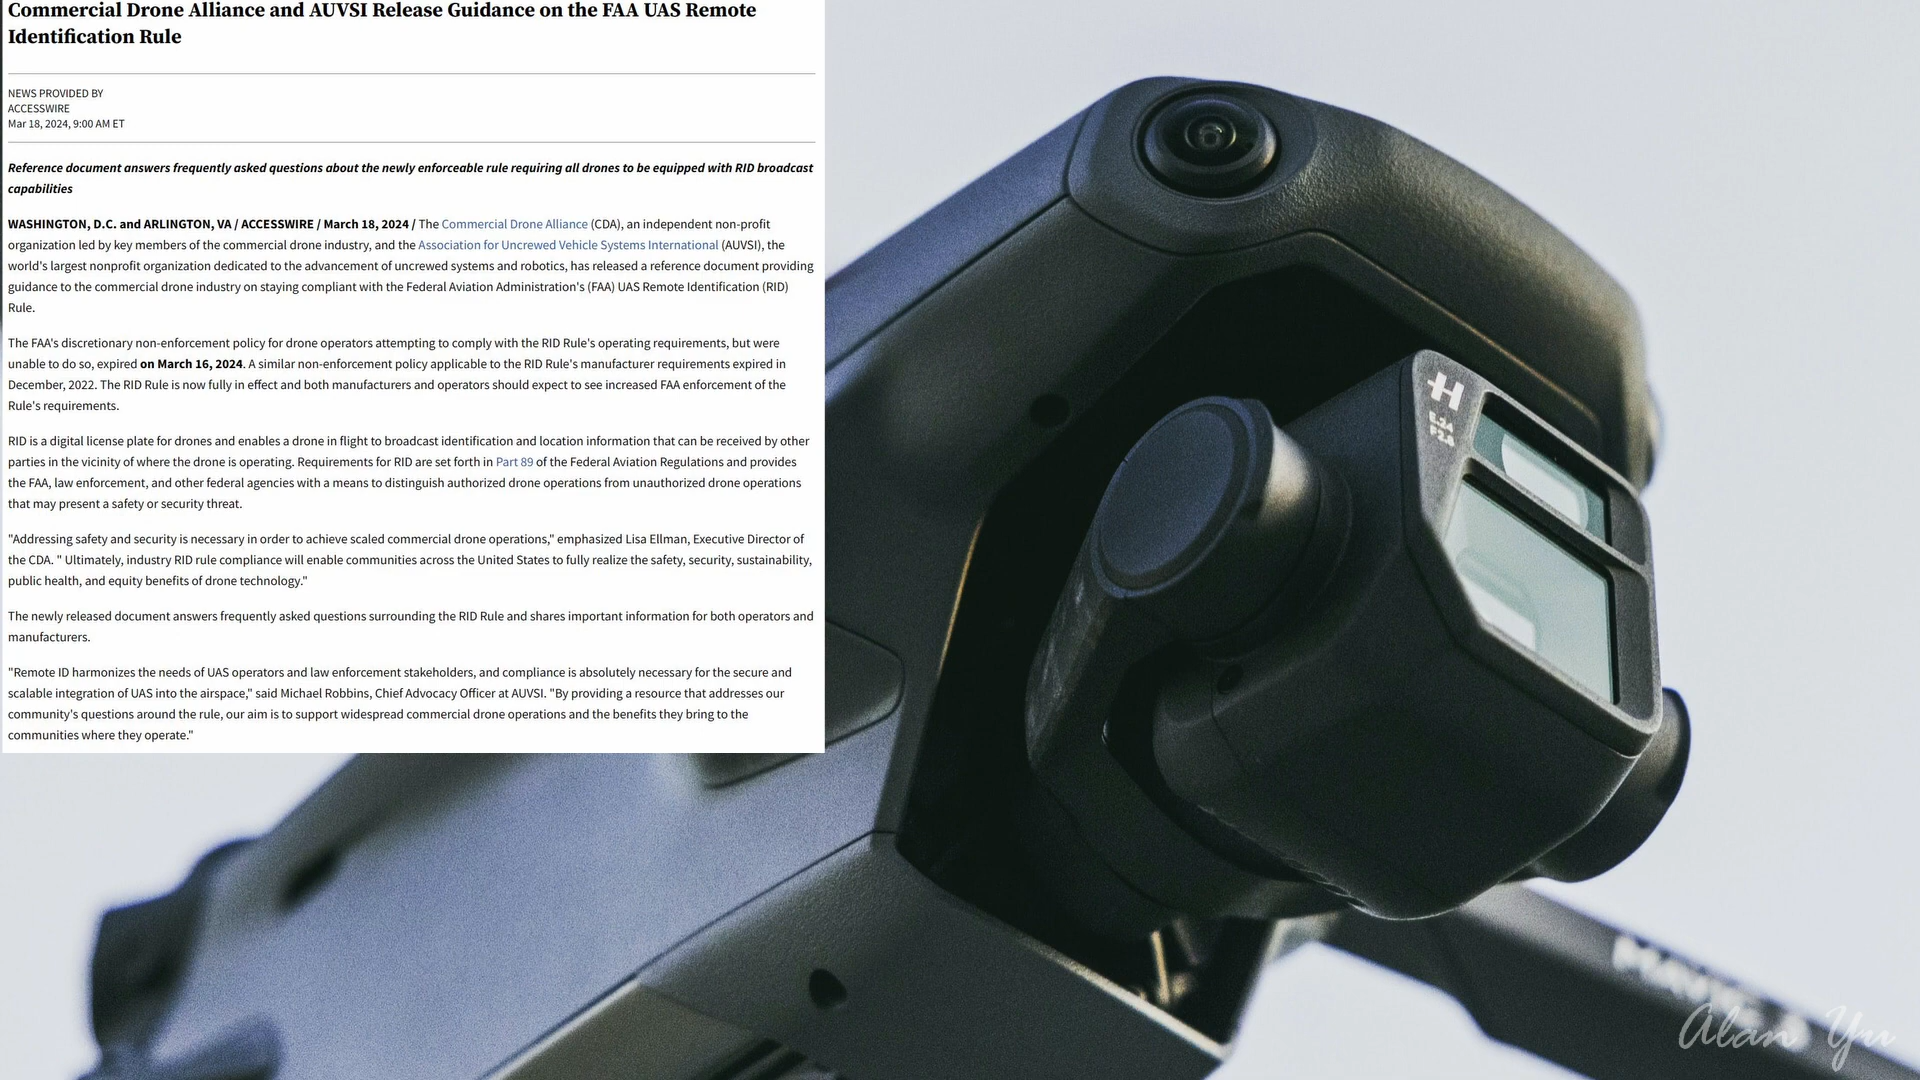 Commercial Drone Alliance and AUVSI Release Guidance on the FAA UAS Remote
Identification Rule
NEWS PROVIDED BY
ACCESSWIRE
Mar 18, 2024, 9:00 AM ET
Reference document answers frequently asked questions about the newly enforceable rule requiring all drones to be equipped with RID broadcast
capabilities
WASHINGTON, D.C. and ARLINGTON, VA / ACCESSWIRE / March 18, 2024 / The Commercial Drone Alliance (CDA), an independent non-profit
organization led by key members of the commercial drone industry, and the Association for Uncrewed Vehicle Systems International (AUVSI), the
world's largest nonprofit organization dedicated to the advancement of uncrewed systems and robotics, has released a reference document providing
guidance to the commercial drone industry on staying compliant with the Federal Aviation Administration's (FAA) UAS Remote Identification (RID)
Rule.
The FAA's discretionary non-enforcement policy for drone operators attempting to comply with the RID Rule's operating requirements, but were
unable to do so, expired on March 16, 2024. A similar non-enforcement policy applicable to the RID Rule's manufacturer requirements expired in
December, 2022. The RID Rule is now fully in effect and both manufacturers and operators should expect to see increased FAA enforcement of the
Rule's requirements.
RID is a digital license plate for drones and enables a drone in flight to broadcast identification and location information that can be received by other
parties in the vicinity of where the drone is operating. Requirements for RID are set forth in Part 89 of the Federal Aviation Regulations and provides
the FAA, law enforcement, and other federal agencies with a means to distinguish authorized drone operations from unauthorized drone operations
that may present a safety or security threat.
"Addressing safety and security is necessary in order to achieve scaled commercial drone operations," emphasized Lisa Ellman, Executive Director of
the CDA. " Ultimately, industry RID rule compliance will enable communities across the United States to fully realize the safety, security, sustainability,
public health, and equity benefits of drone technology."
The newly released document answers frequently asked questions surrounding the RID Rule and shares important information for both operators and
manufacturers.
"Remote ID harmonizes the needs of UAS operators and law enforcement stakeholders, and compliance is absolutely necessary for the secure and
scalable integration of UAS into the airspace," said Michael Robbins, Chief Advocacy Officer at AUVSI. "By providing a resource that addresses our
community's questions around the rule, our aim is to support widespread commercial drone operations and the benefits they bring to the
communities where they operate."
H
Alan Yu